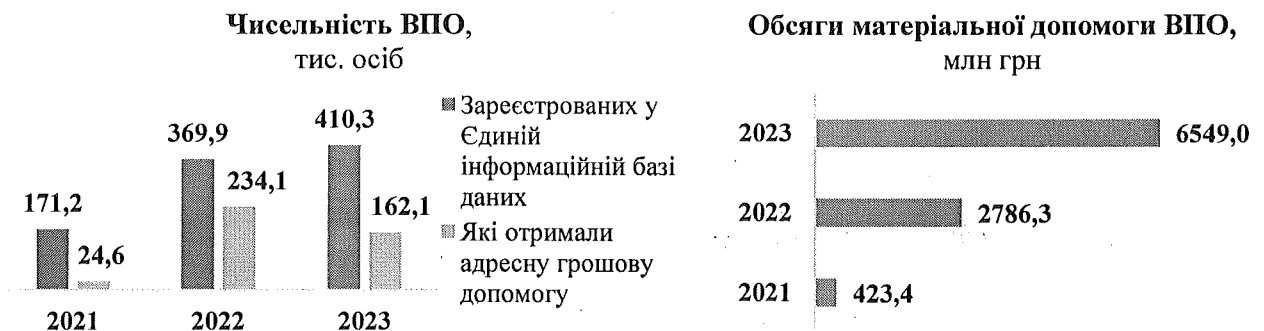 Чисельність ВПО,
тис. осіб
171,2
24,6
369,9
234,1
410,3
162,1
2021
2022
2023
Зареєстрованих у
Єдиній
інформаційній базі
даних
Які отримали
адресну грошову
допомогу
Обсяги матеріальної допомоги ВПО,
млн грн
2023
6549,0
2022
2786,3
2021
423,4